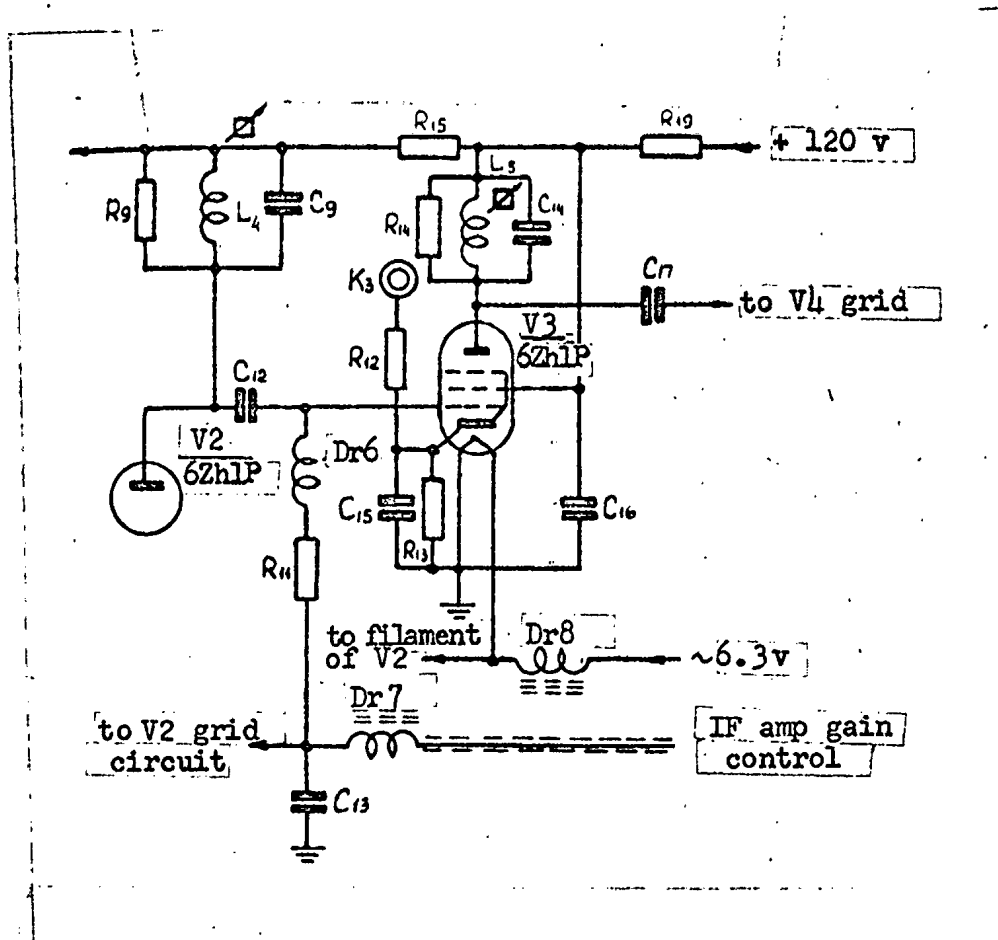 R15
R19
+ 120 v
L5
R9
L4
C9
R14
C14
K3
C17
to V4 grid
V3
6Zh1P
R12
C12
V2
6Zh1P
Dr6
C15
R13
C16
R11
to filament
of V2
Dr8
~6.3v
Dr7
to V2 grid
circuit
IF amp gain
control
C13